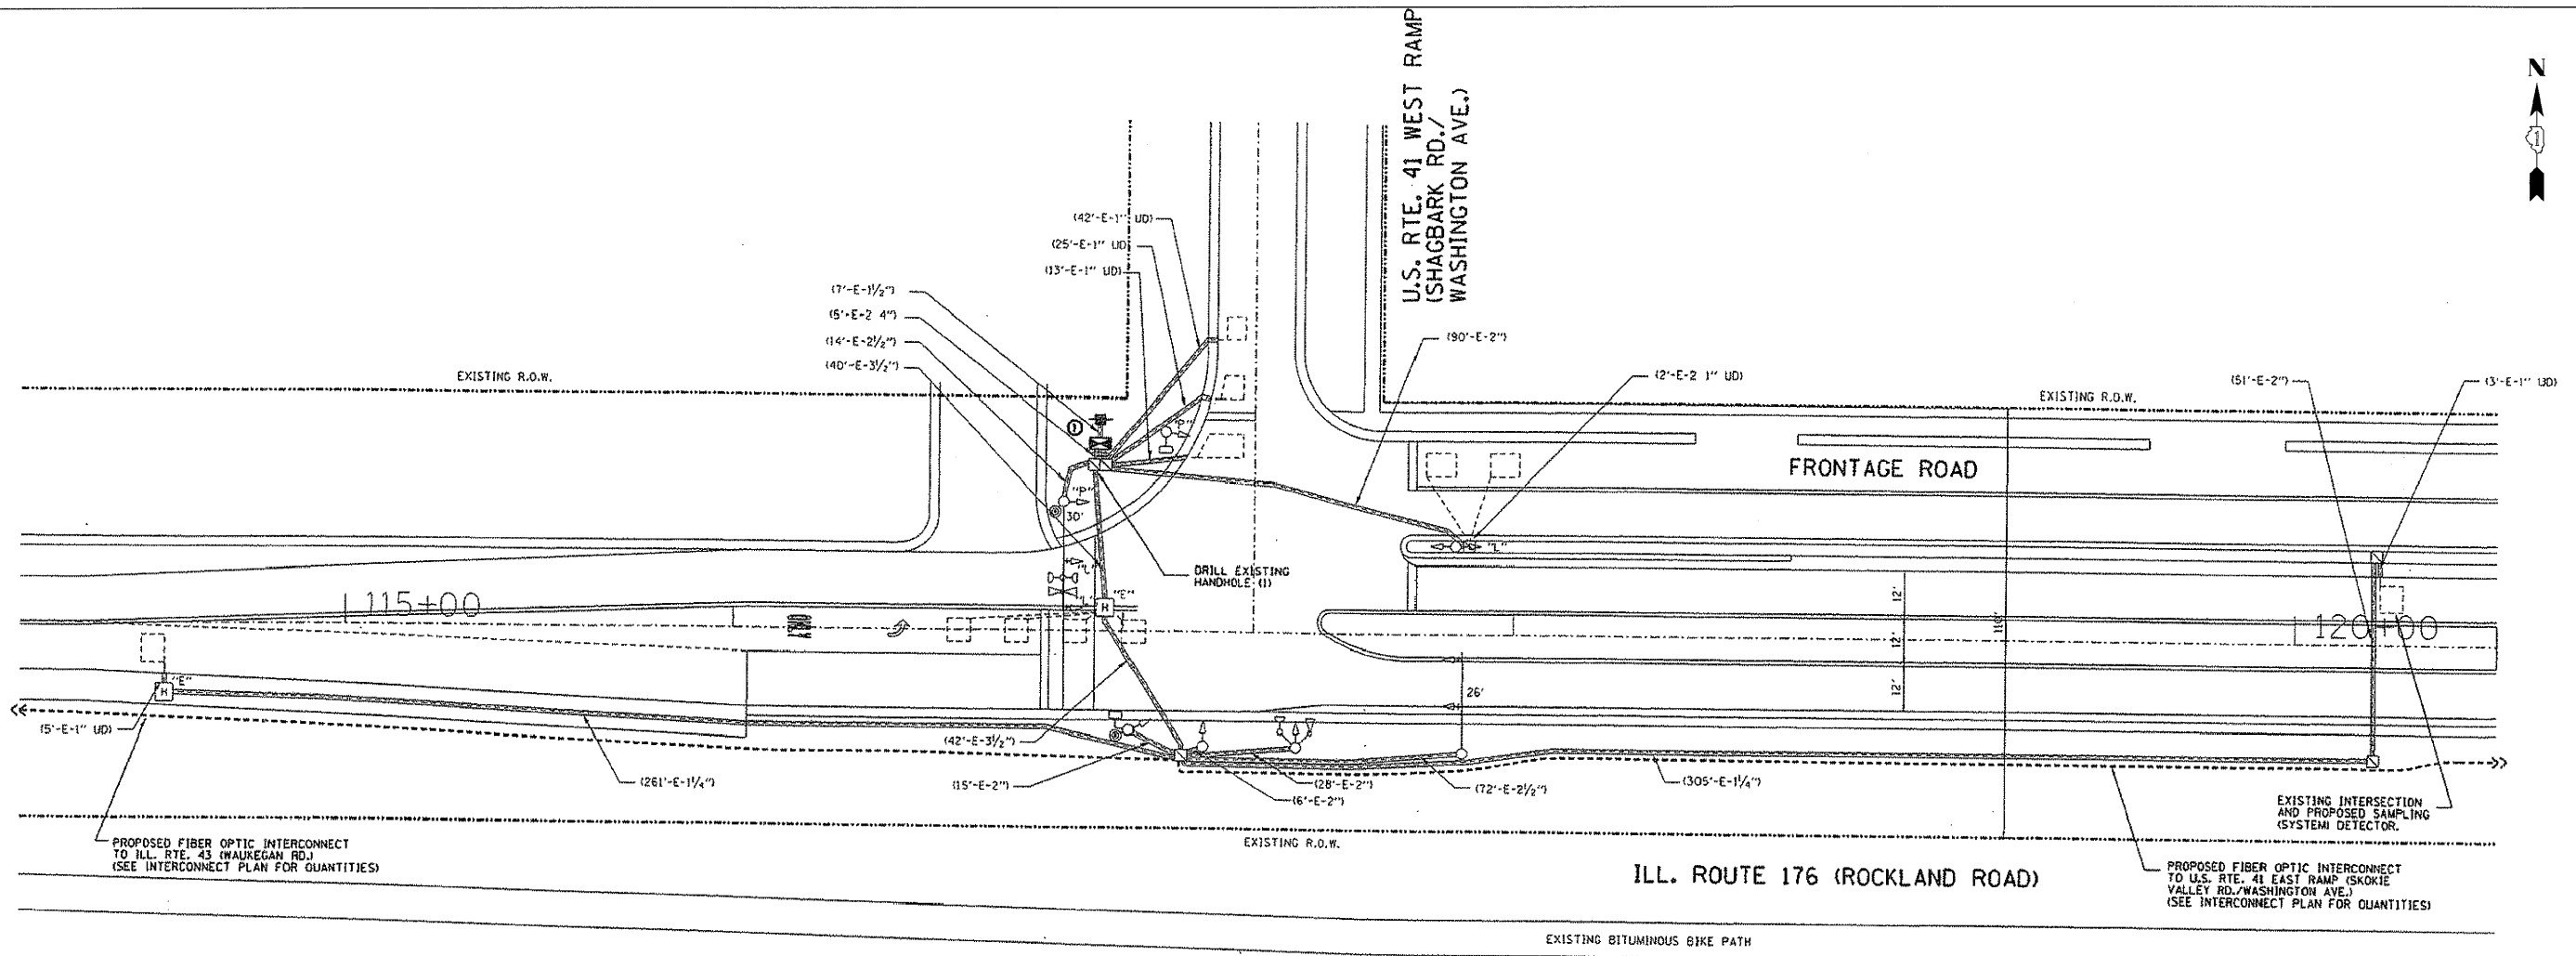 U.S. RTE. 41 WEST RAMP
(SHAGBARK RD./
WASHINGTON AVE.)
N
1
(42'-E-1" UD)
(25'-E-1" UD)
(13'-E-1" UD)
(7'-E-1½")
(6'-E-2 4")
(14'-E-2½")
(40'-E-3½")
(90'-E-2")
(2'-E-2 1" UD)
(51'-E-2")
(3'-E-1" UD)
EXISTING R.O.W.
EXISTING R.O.W.
"P"
"P"
30'
FRONTAGE ROAD
"L"
DRILL EXISTING
HANDHOLE (1)
"L"
"L"
H
"E"
115+00
ONLY
12'
12'
12'
110'
120+00
26'
H
"E"
(5'-E-1" UD)
(261'-E-1¼")
(42'-E-3½")
(15'-E-2")
(28'-E-2")
(6'-E-2")
(72'-E-2½")
(305'-E-1¼")
EXISTING INTERSECTION
AND PROPOSED SAMPLING
(SYSTEM) DETECTOR.
PROPOSED FIBER OPTIC INTERCONNECT
TO ILL. RTE. 43 (WAUKEGAN RD.)
(SEE INTERCONNECT PLAN FOR QUANTITIES)
EXISTING R.O.W.
ILL. ROUTE 176 (ROCKLAND ROAD)
PROPOSED FIBER OPTIC INTERCONNECT
TO U.S. RTE. 41 EAST RAMP (SKOKIE
VALLEY RD./WASHINGTON AVE.)
(SEE INTERCONNECT PLAN FOR QUANTITIES)
EXISTING BITUMINOUS BIKE PATH